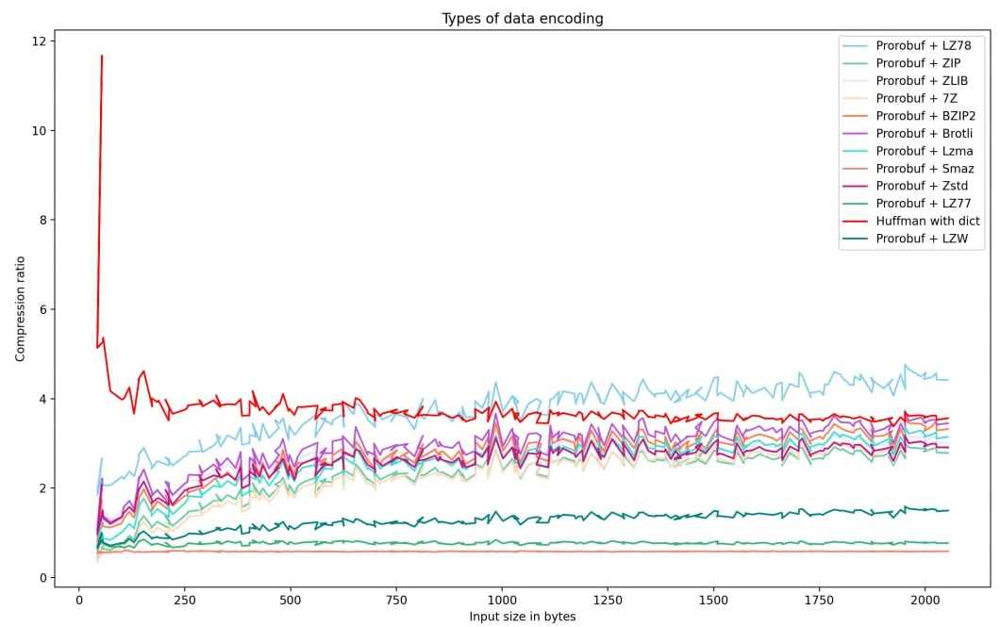 Types of data encoding
Compression ratio
12
10
8
6
4
2
0
Prorobuf + LZ78
Prorobuf + ZIP
Prorobuf + ZLIB
Prorobuf + 7Z
Prorobuf + BZIP2
Prorobuf + Brotli
Prorobuf + Lzma
Prorobuf + Smaz
Prorobuf + Zstd
Prorobuf + LZ77
Huffman with dict
Prorobuf + LZW
0 250 500 750 1000 1250 1500 1750 2000
Input size in bytes